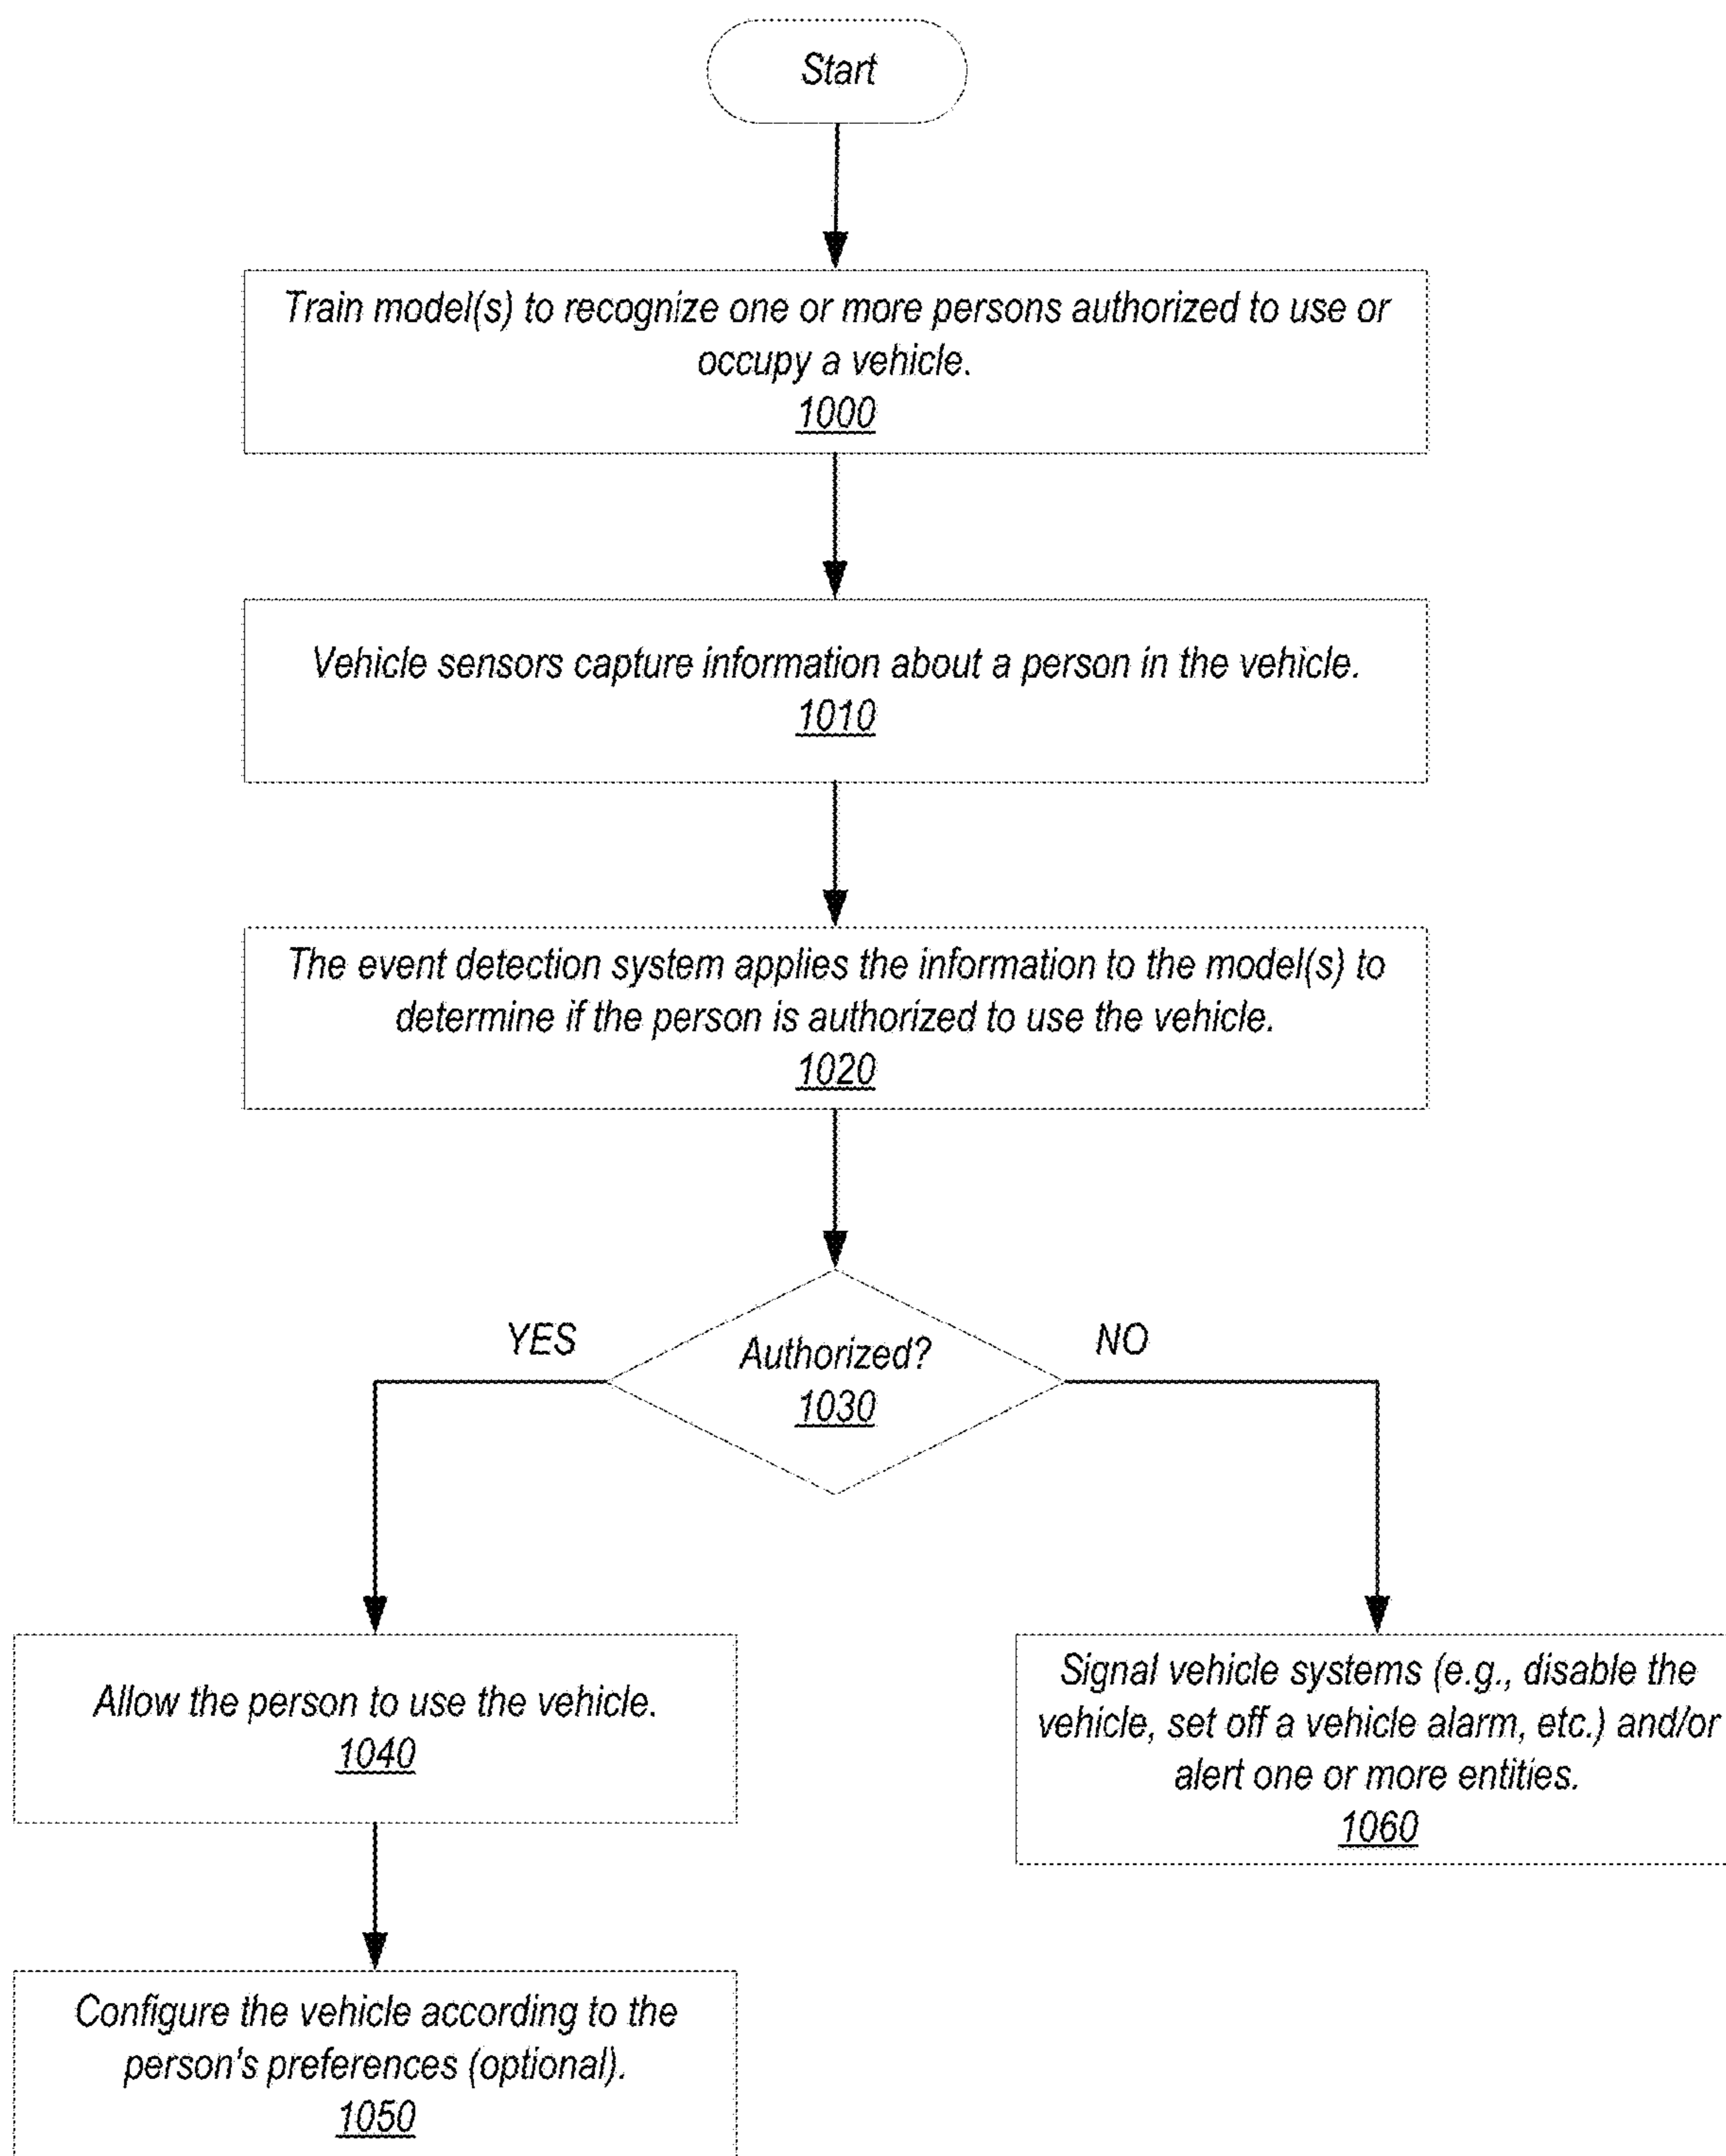 Start
Train model(s) to recognize one or more persons authorized to use or
occupy a vehicle.
1000
Vehicle sensors capture information about a person in the vehicle.
1010
The event detection system applies the information to the model(s) to
determine if the person is authorized to use the vehicle.
1020
YES
Authorized?
NO
1030
Allow the person to use the vehicle.
1040
Signal vehicle systems (e.g., disable the
vehicle, set off a vehicle alarm, etc.) and/or
alert one or more entities.
1060
Configure the vehicle according to the
person's preferences (optional).
1050